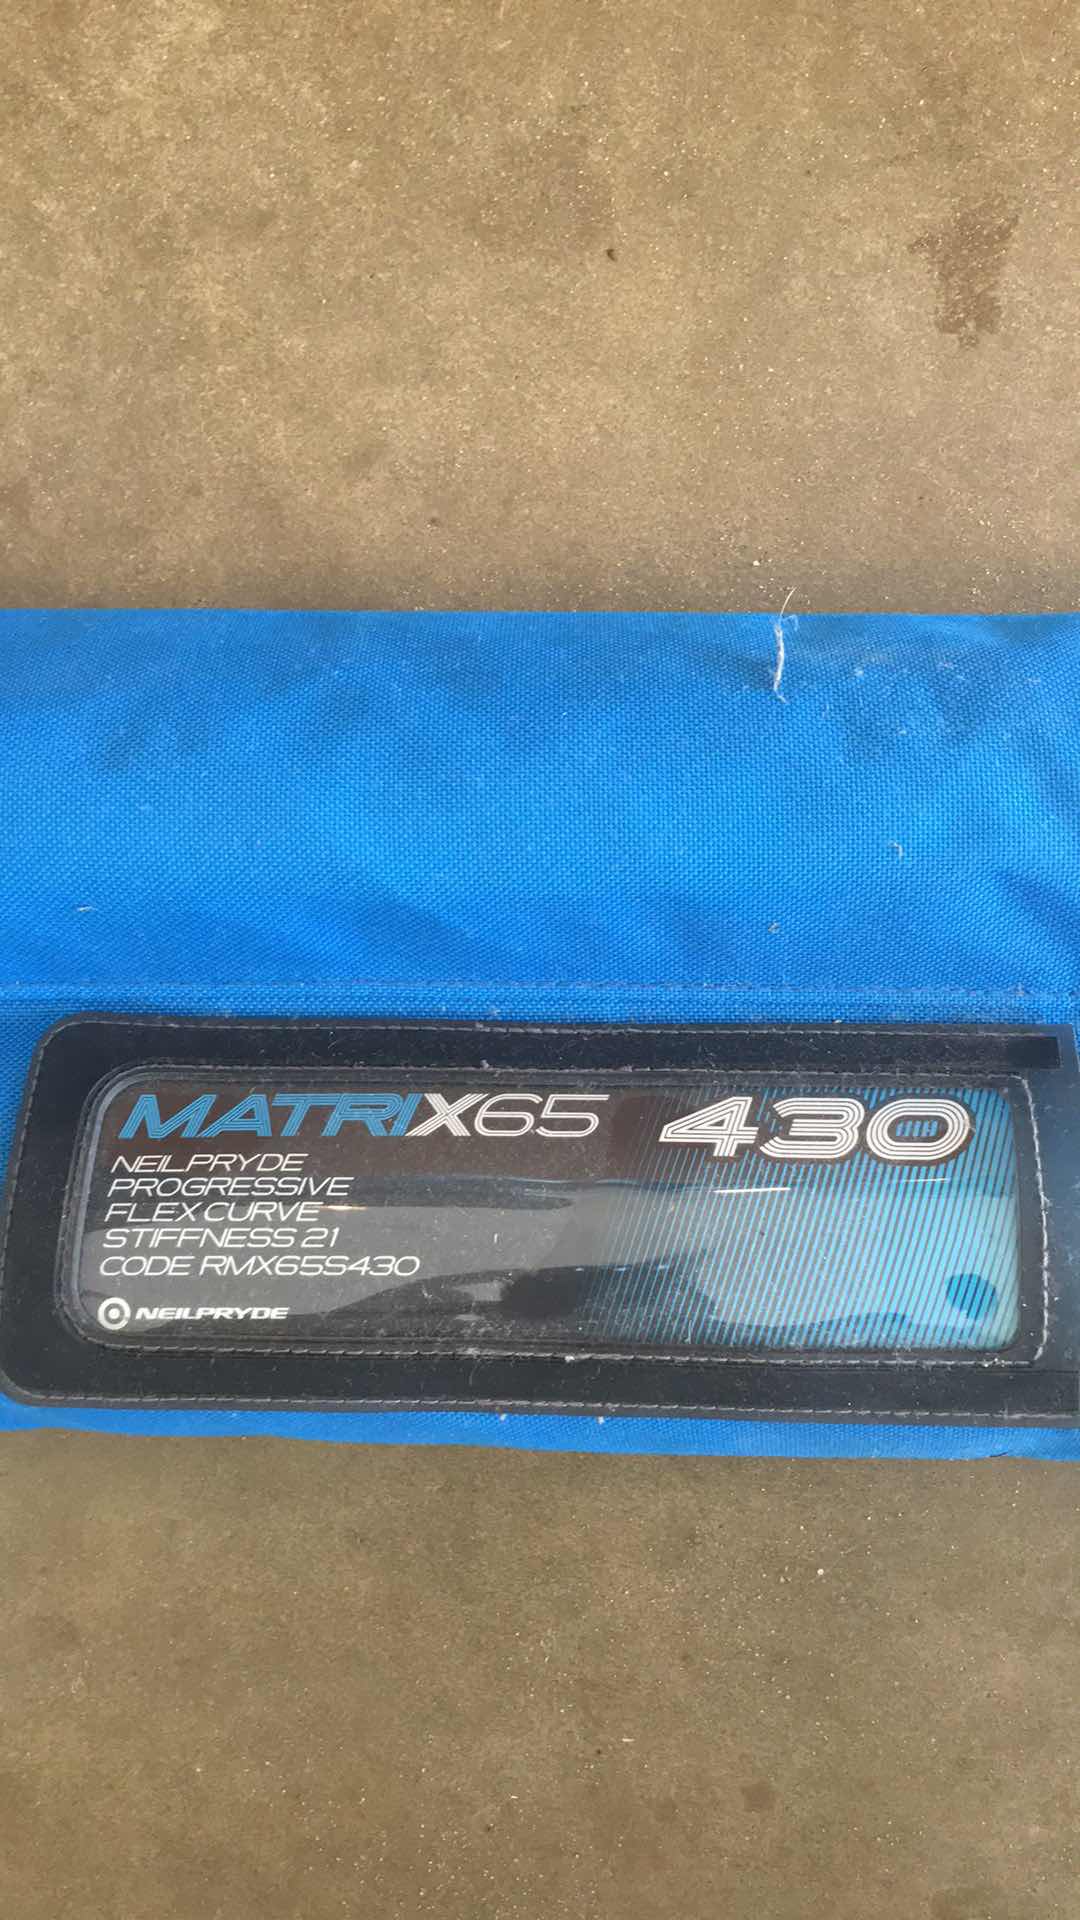 MATRIX65 430
NEILPRYDE
PROGRESSIVE
FLEX CURVE
STIFFNESS 21
CODE RMX65S430
NEILPRYDE